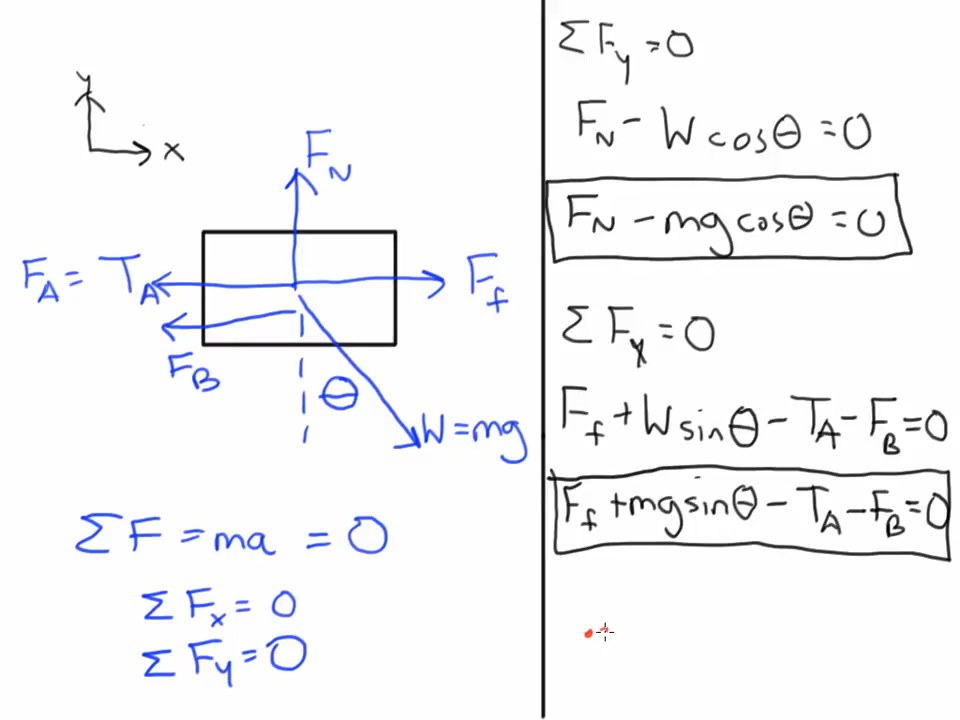 y
x
F_N
F_A = T_A
F_f
F_B
θ
W = mg
ΣF = ma = 0
ΣF_x = 0
ΣF_y = 0
ΣF_y = 0
F_N - W cosθ = 0
F_N - mg cosθ = 0
ΣF_x = 0
F_f + W sinθ - T_A - F_B = 0
F_f + mg sinθ - T_A - F_B = 0